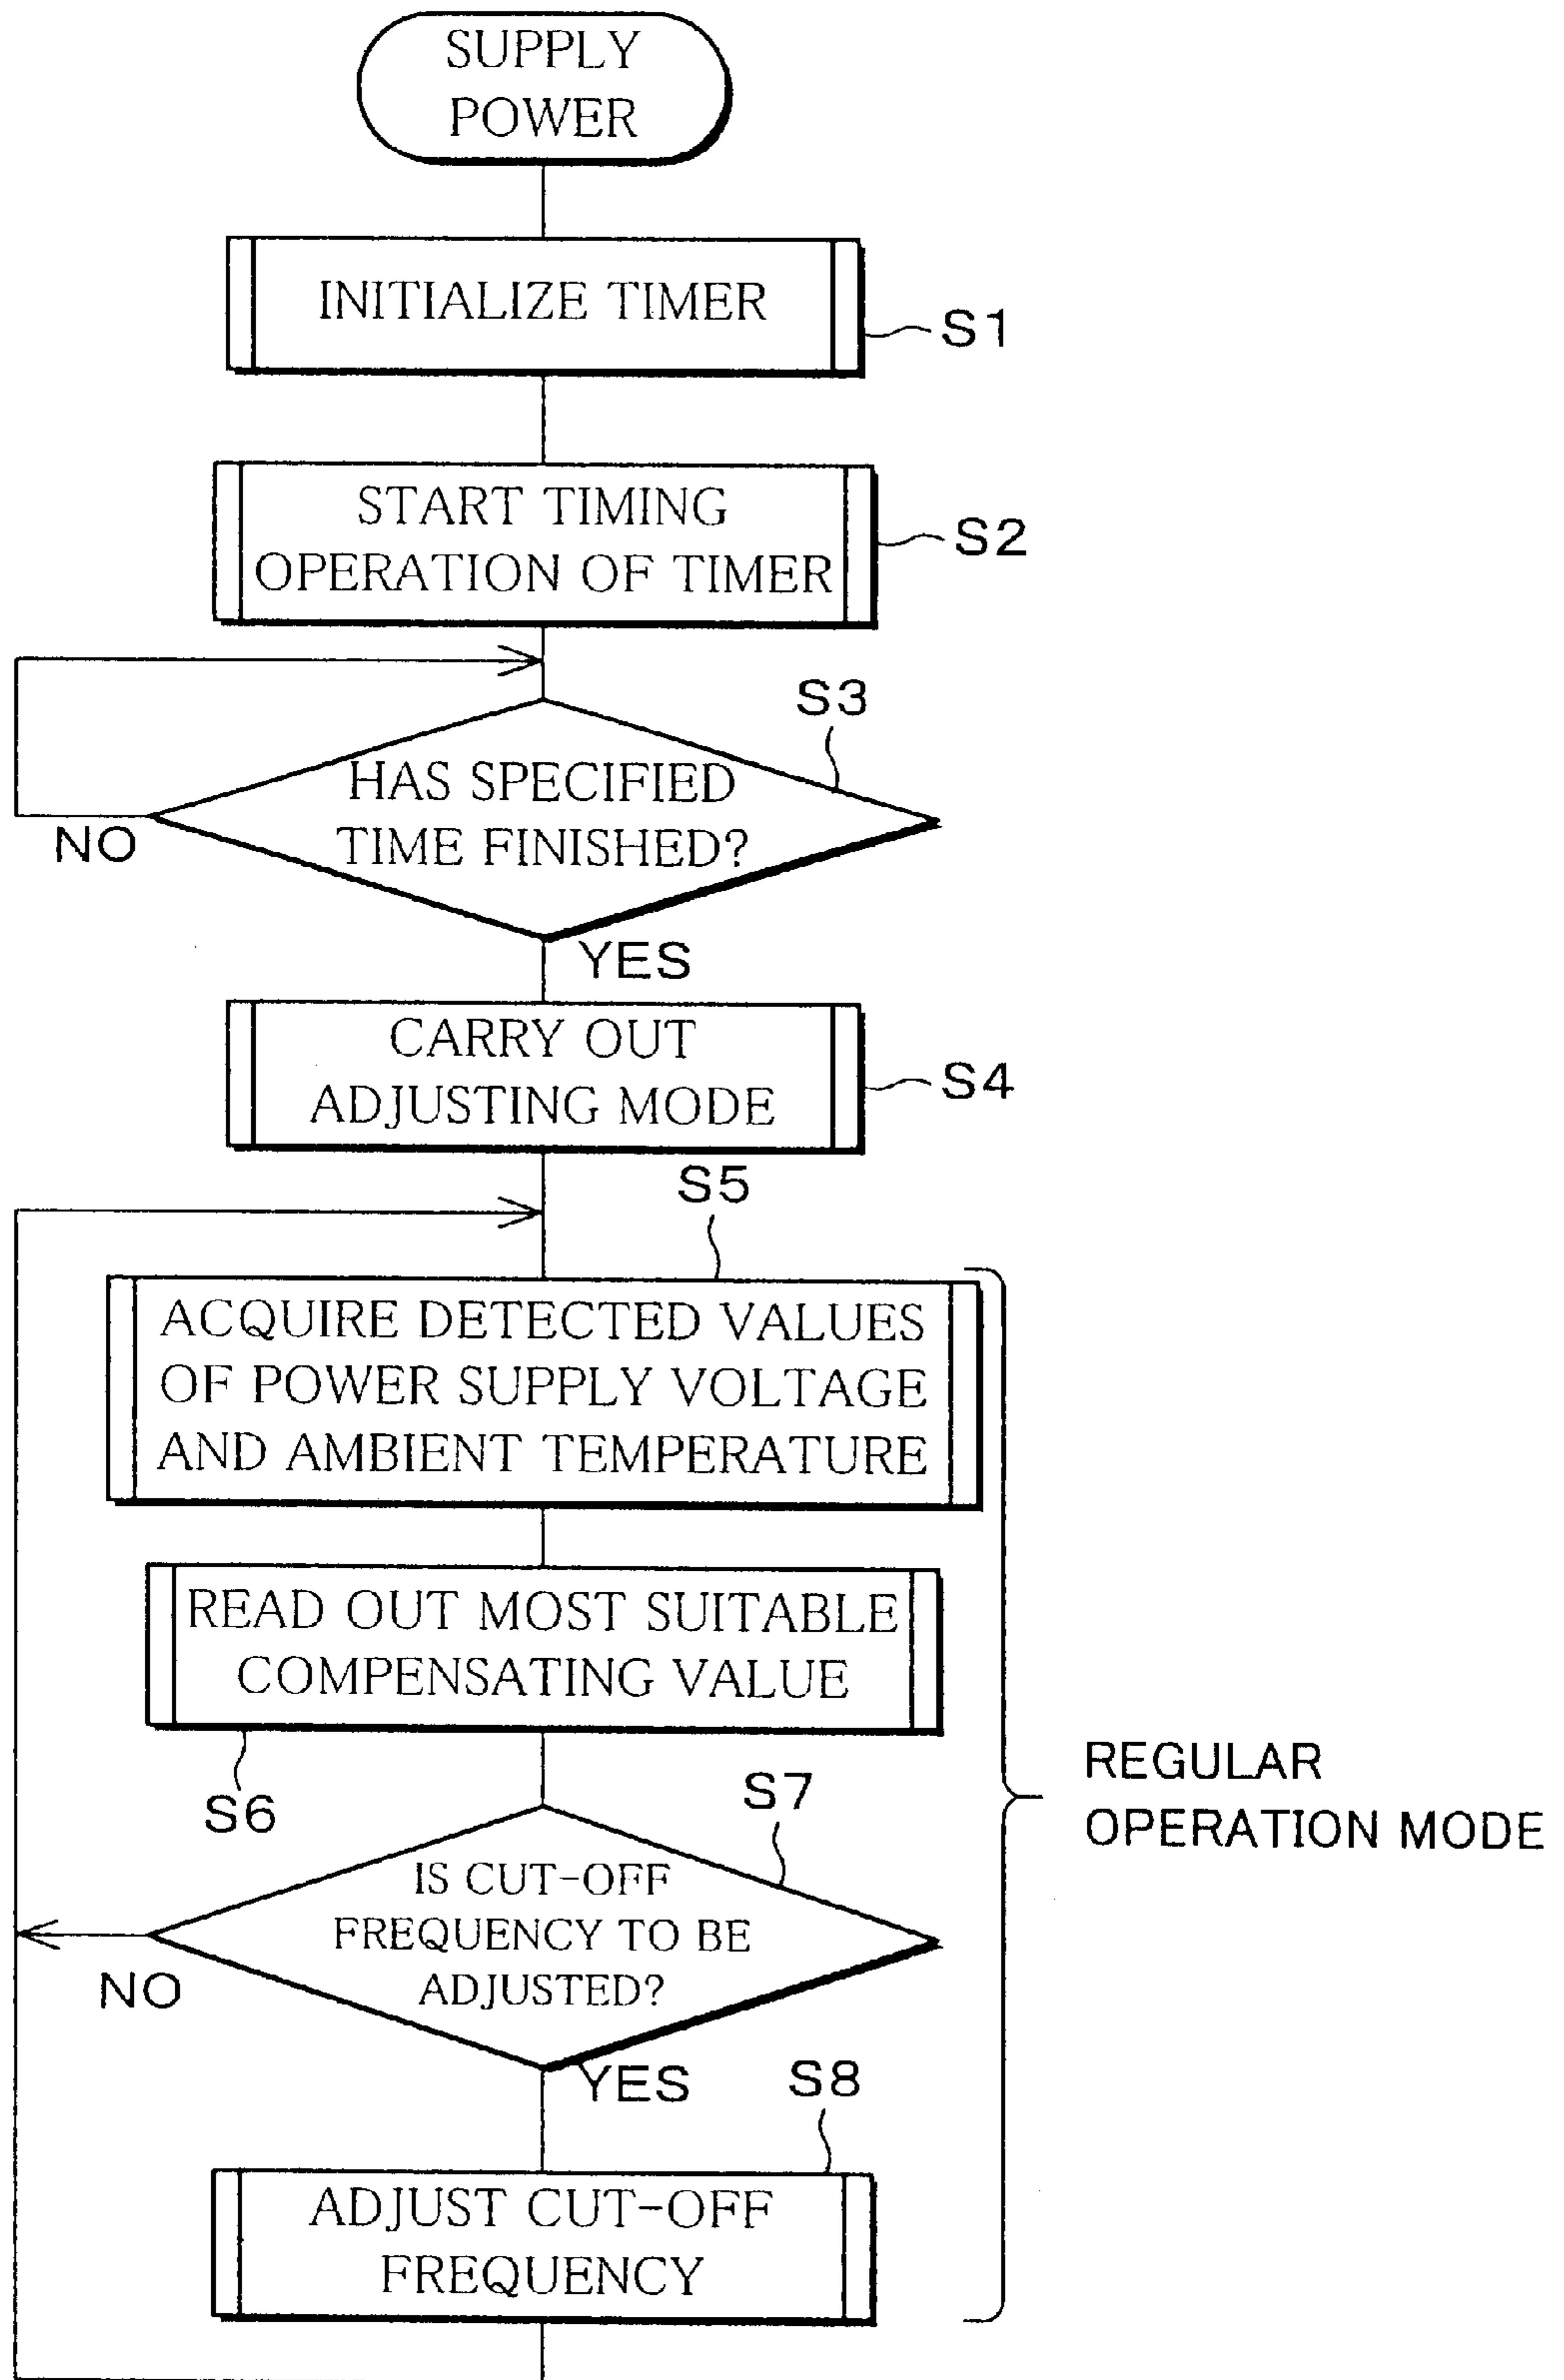 SUPPLY
POWER
INITIALIZE TIMER
S1
START TIMING
OPERATION OF TIMER
S2
S3
HAS SPECIFIED
TIME FINISHED?
NO
YES
CARRY OUT
ADJUSTING MODE
S4
S5
ACQUIRE DETECTED VALUES
OF POWER SUPPLY VOLTAGE
AND AMBIENT TEMPERATURE
READ OUT MOST SUITABLE
COMPENSATING VALUE
S6
S7
IS CUT-OFF
FREQUENCY TO BE
ADJUSTED?
NO
YES
S8
ADJUST CUT-OFF
FREQUENCY
REGULAR
OPERATION MODE